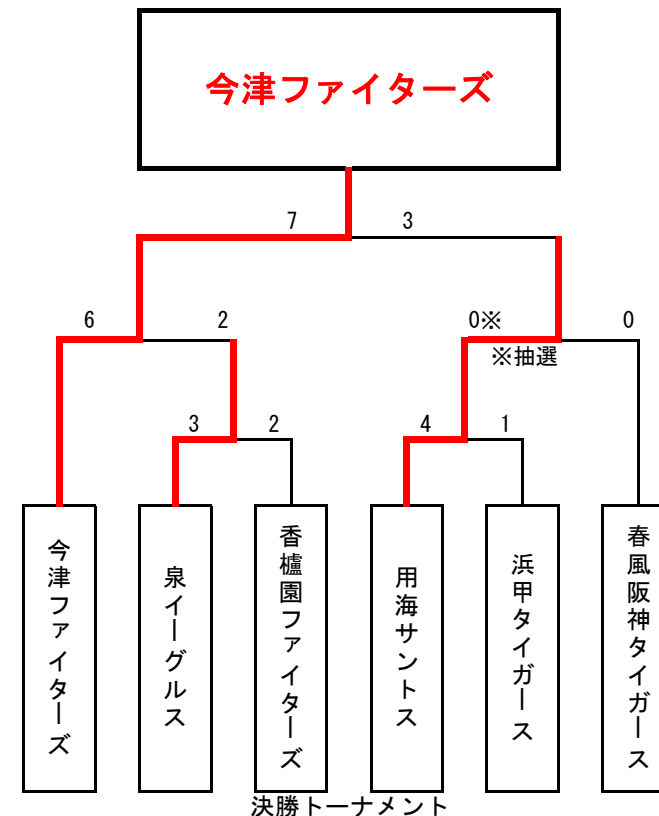 今津ファイターズ
7
3
6
2
0※
0
※抽選
3
2
4
1
今津ファイターズ
泉イーグルス
香櫨園ファイターズ
用海サントス
浜甲タイガース
春風阪神タイガース
決勝トーナメント